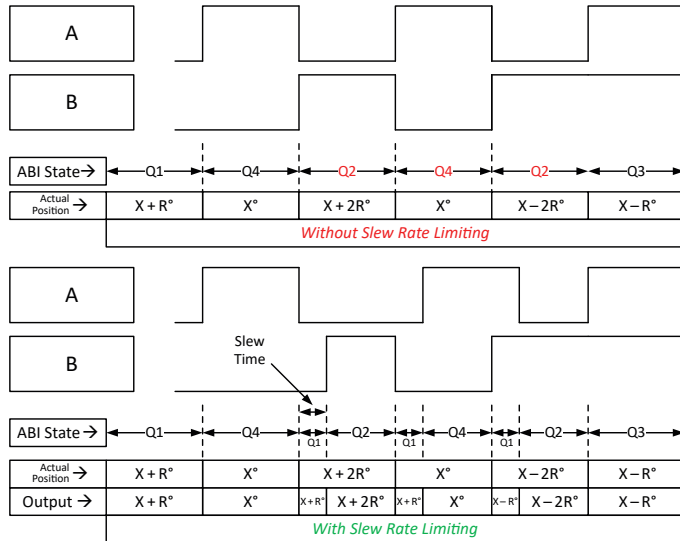 A
B
ABI State→ Q1 Q4 Q2 Q4 Q2 Q3
Actual Position → X + R° X° X + 2R° X° X – 2R° X – R°
Without Slew Rate Limiting
A
B
Slew
Time
ABI State → Q1 Q4 Q1 Q2 Q1 Q4 Q1 Q2 Q3
Actual Position → X + R° X° X + 2R° X° X – 2R° X – R°
Output → X + R° X° X + R° X + 2R° X + R° X° X – R° X – 2R° X – R°
With Slew Rate Limiting